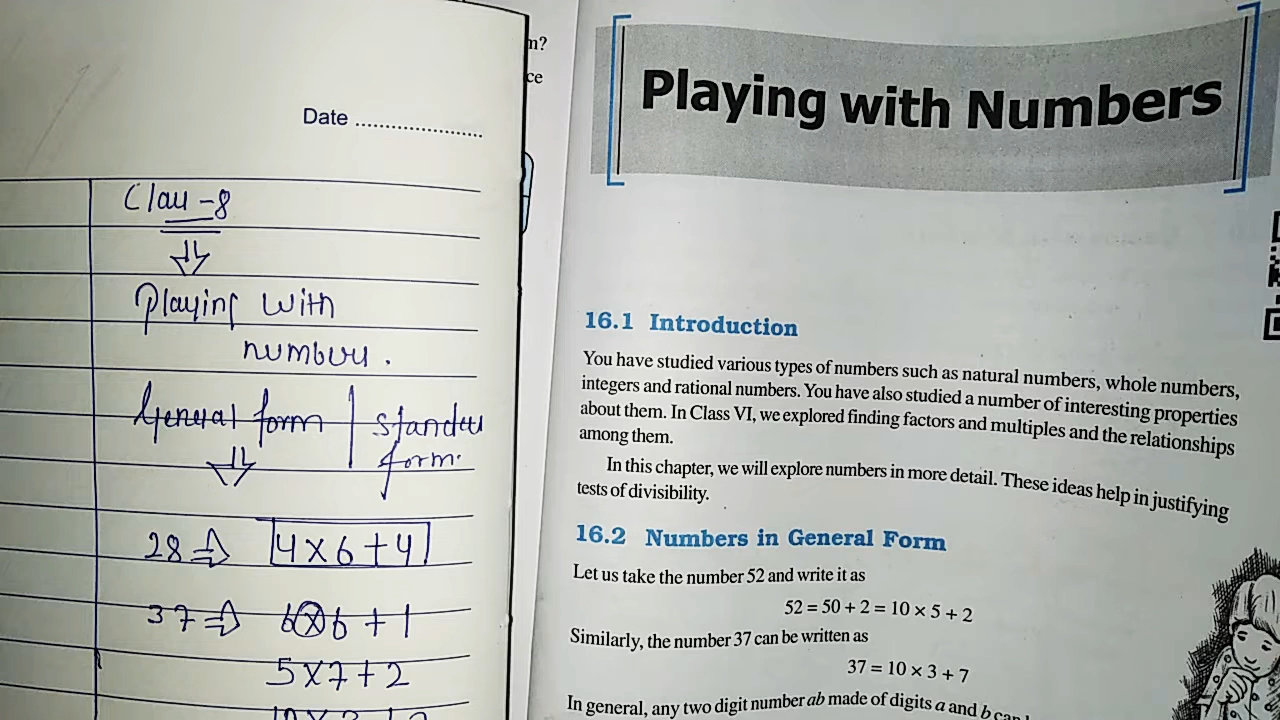 Date ......................
Clau -8
Playing with
number.
General form | standar
form.
28 ⇒ 4 x 6 + 4
37 ⇒ 6 x 6 + 1
5 x 7 + 2
n?
ce
Playing with Numbers
16.1 Introduction
You have studied various types of numbers such as natural numbers, whole numbers,
integers and rational numbers. You have also studied a number of interesting properties
about them. In Class VI, we explored finding factors and multiples and the relationships
among them.
In this chapter, we will explore numbers in more detail. These ideas help in justifying
tests of divisibility.
16.2 Numbers in General Form
Let us take the number 52 and write it as
52 = 50 + 2 = 10 × 5 + 2
Similarly, the number 37 can be written as
37 = 10 × 3 + 7
In general, any two digit number ab made of digits a and b can